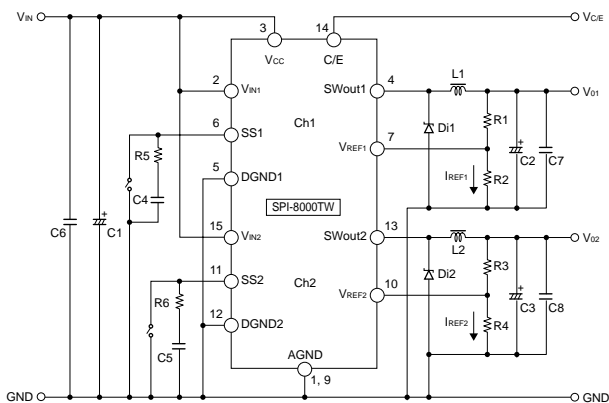 VIN
3
14
VC/E
VCC
C/E
2
VIN1
SWout1
4
L1
VO1
Ch1
6
SS1
R5
Di1
R1
7
VREF1
C2
C7
5
DGND1
C4
IREF1
R2
SPI-8000TW
C6
C1
15
VIN2
SWout2
13
L2
VO2
11
SS2
Ch2
R6
Di2
R3
10
VREF2
C3
C8
12
DGND2
C5
IREF2
R4
AGND
GND
1, 9
GND